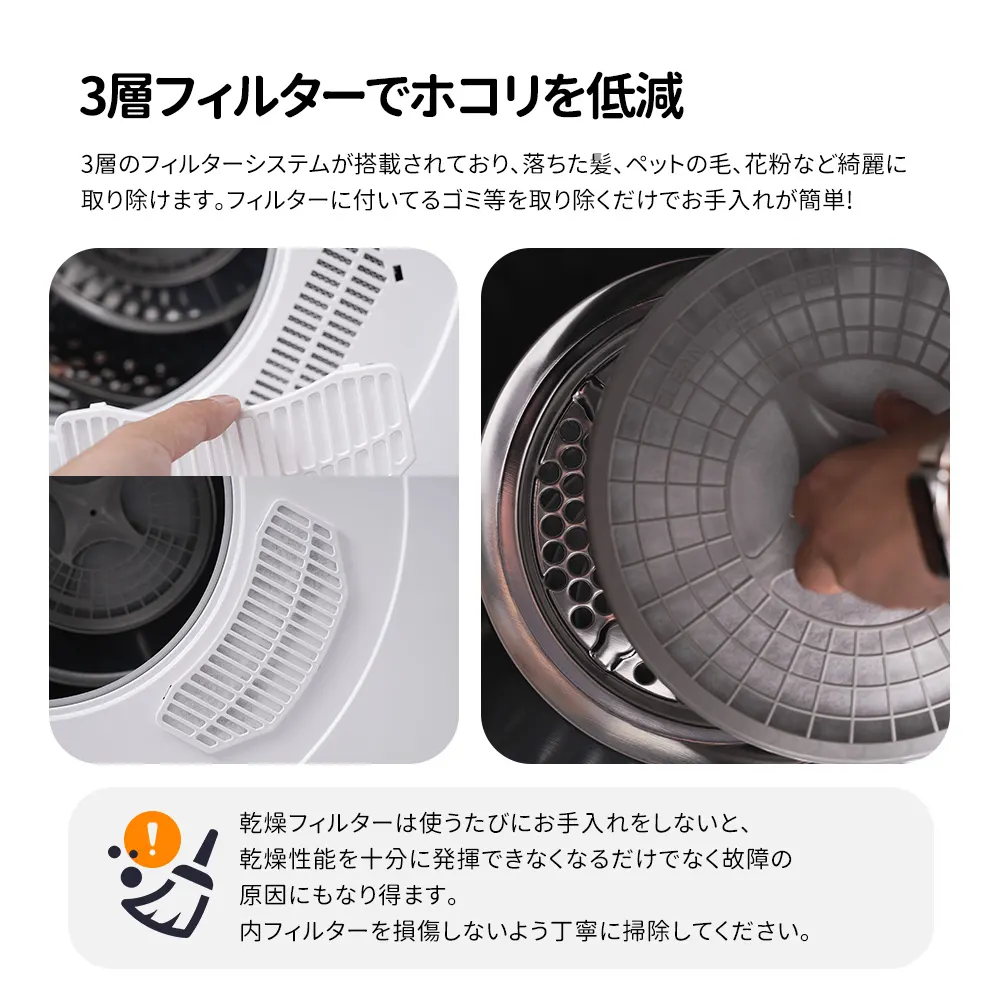 3層フィルターでホコリを低減
3層のフィルターシステムが搭載されており、落ちた髪、ペットの毛、花粉など綺麗に
取り除けます。フィルターに付いてるゴミ等を取り除くだけでお手入れが簡単!
乾燥フィルターは使うたびにお手入れをしないと、
乾燥性能を十分に発揮できなくなるだけでなく故障の
原因にもなり得ます。
内フィルターを損傷しないよう丁寧に掃除してください。